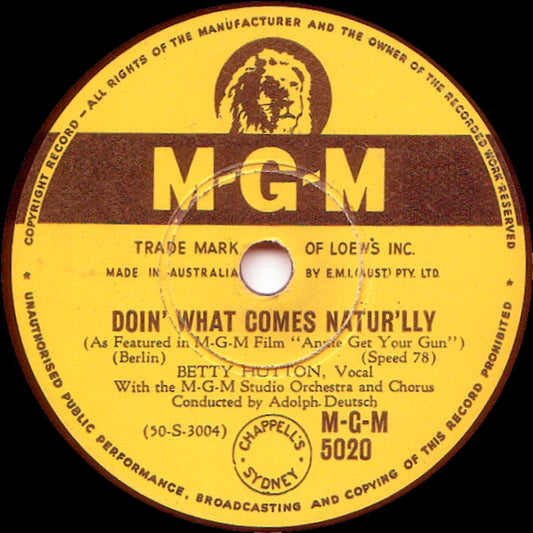 COPYRIGHT RECORD — ALL RIGHTS OF THE MANUFACTURER AND THE OWNER OF THE RECORDED WORK RESERVED
M-G-M
TRADE MARK OF LOEW'S INC.
MADE IN AUSTRALIA BY E.M.I. (AUST) PTY. LTD.
DOIN' WHAT COMES NATUR'LLY
(As Featured in M-G-M Film "Annie Get Your Gun")
(Berlin) (Speed 78)
BETTY HUTTON, Vocal
With the M-G-M Studio Orchestra and Chorus
Conducted by Adolph Deutsch
(50-S-3004)
CHAPPELL'S • SYDNEY •
M-G-M
5020
★ UNAUTHORISED PUBLIC PERFORMANCE, BROADCASTING AND COPYING OF THIS RECORD PROHIBITED ★